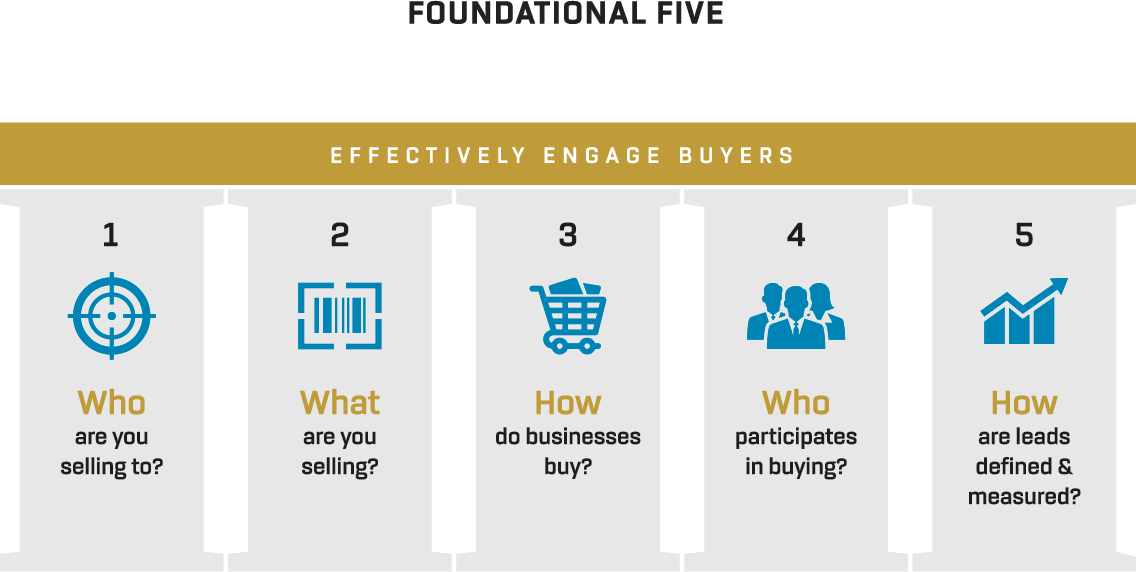 FOUNDATIONAL FIVE
EFFECTIVELY ENGAGE BUYERS
1
Who
are you
selling to?
2
What
are you
selling?
3
How
do businesses
buy?
4
Who
participates
in buying?
5
How
are leads
defined &
measured?